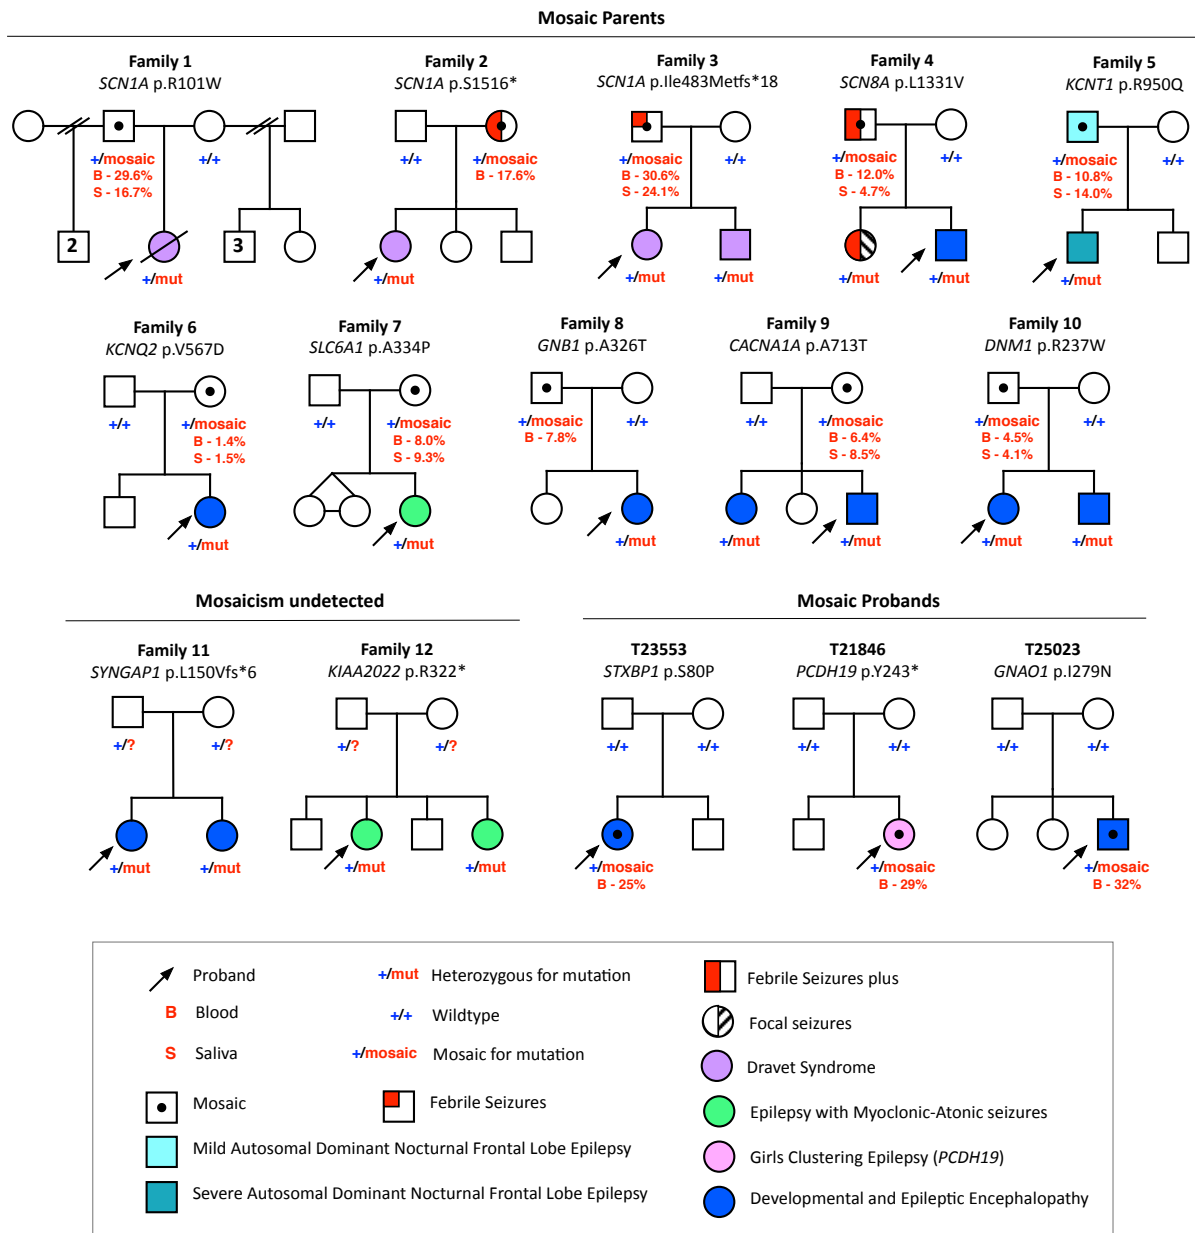 Mosaic Parents
Family 1
SCN1A p.R101W
+/mosaic
B - 29.6%
S - 16.7%
+/+
2
+/mut
3
Family 2
SCN1A p.S1516*
+/+
+/mosaic
B - 17.6%
+/mut
Family 3
SCN1A p.Ile483Metfs*18
+/mosaic
B - 30.6%
S - 24.1%
+/+
+/mut
+/mut
Family 4
SCN8A p.L1331V
+/mosaic
B - 12.0%
S - 4.7%
+/+
+/mut
+/mut
Family 5
KCNT1 p.R950Q
+/mosaic
B - 10.8%
S - 14.0%
+/+
+/mut
Family 6
KCNQ2 p.V567D
+/+
+/mosaic
B - 1.4%
S - 1.5%
+/mut
Family 7
SLC6A1 p.A334P
+/+
+/mosaic
B - 8.0%
S - 9.3%
+/mut
Family 8
GNB1 p.A326T
+/mosaic
B - 7.8%
+/+
+/mut
Family 9
CACNA1A p.A713T
+/+
+/mosaic
B - 6.4%
S - 8.5%
+/mut
+/mut
Family 10
DNM1 p.R237W
+/mosaic
B - 4.5%
S - 4.1%
+/+
+/mut
+/mut
Mosaicism undetected
Family 11
SYNGAP1 p.L150Vfs*6
+/?
+/?
+/mut
+/mut
Family 12
KIAA2022 p.R322*
+/?
+/?
+/mut
+/mut
Mosaic Probands
T23553
STXBP1 p.S80P
+/+
+/+
+/mosaic
B - 25%
T21846
PCDH19 p.Y243*
+/+
+/+
+/mosaic
B - 29%
T25023
GNAO1 p.I279N
+/+
+/+
+/mosaic
B - 32%
Proband
B Blood
S Saliva
Mosaic
Mild Autosomal Dominant Nocturnal Frontal Lobe Epilepsy
Severe Autosomal Dominant Nocturnal Frontal Lobe Epilepsy
+/mut Heterozygous for mutation
+/+ Wildtype
+/mosaic Mosaic for mutation
Febrile Seizures
Febrile Seizures plus
Focal seizures
Dravet Syndrome
Epilepsy with Myoclonic-Atonic seizures
Girls Clustering Epilepsy (PCDH19)
Developmental and Epileptic Encephalopathy